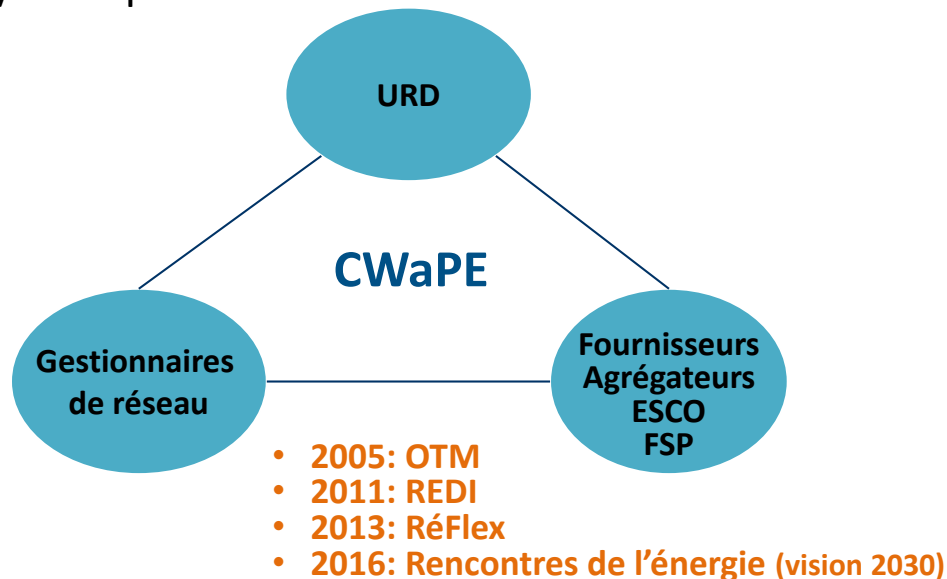 URD
CWaPE
Gestionnaires
de réseau
Fournisseurs
Agrégateurs
ESCO
FSP
• 2005: OTM
• 2011: REDI
• 2013: RéFlex
• 2016: Rencontres de l’énergie (vision 2030)